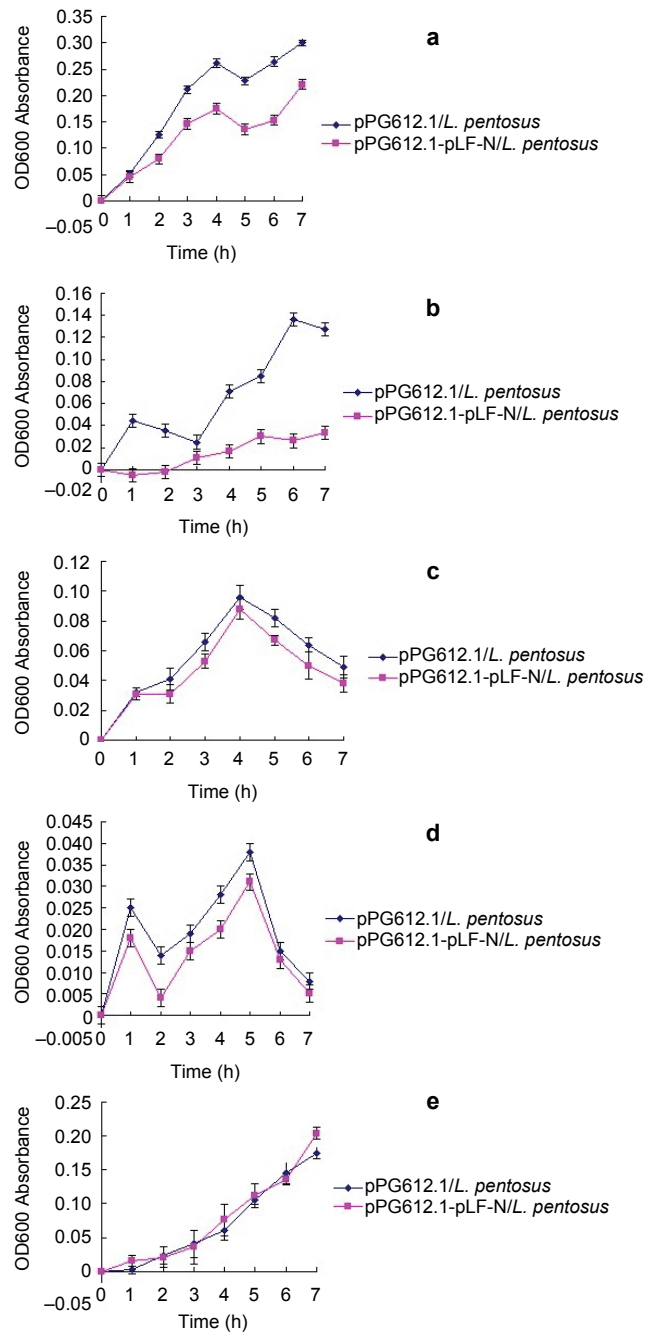 a
0.35
0.30
0.25
0.20
0.15
0.10
0.05
0
–0.05
OD600 Absorbance
0 1 2 3 4 5 6 7
Time (h)
pPG612.1/L. pentosus
pPG612.1-pLF-N/L. pentosus
b
0.16
0.14
0.12
0.10
0.08
0.06
0.04
0.02
0
–0.02
OD600 Absorbance
0 1 2 3 4 5 6 7
Time (h)
pPG612.1/L. pentosus
pPG612.1-pLF-N/L. pentosus
c
0.12
0.10
0.08
0.06
0.04
0.02
0
OD600 Absorbance
0 1 2 3 4 5 6 7
Time (h)
pPG612.1/L. pentosus
pPG612.1-pLF-N/L. pentosus
d
0.045
0.040
0.035
0.030
0.025
0.020
0.015
0.010
0.005
0
–0.005
OD600 Absorbance
0 1 2 3 4 5 6 7
Time (h)
pPG612.1/L. pentosus
pPG612.1-pLF-N/L. pentosus
e
0.25
0.20
0.15
0.10
0.05
0
–0.05
OD600 Absorbance
0 1 2 3 4 5 6 7
Time (h)
pPG612.1/L. pentosus
pPG612.1-pLF-N/L. pentosus